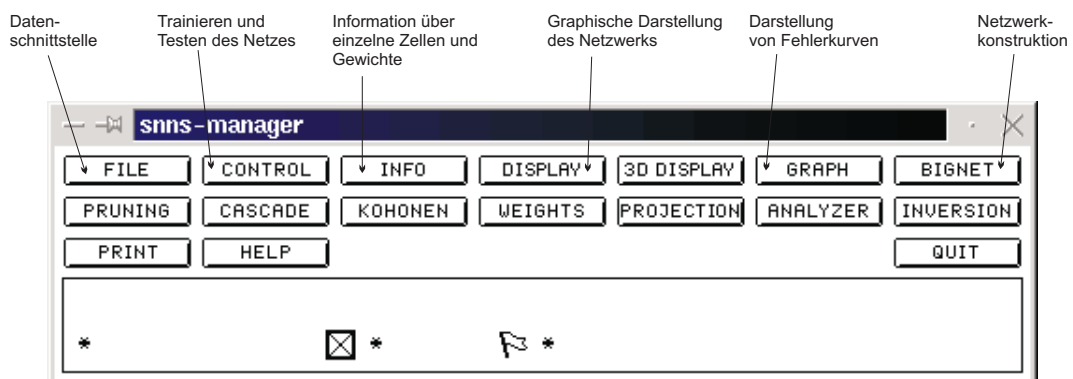 Daten-
schnittstelle
Trainieren und
Testen des Netzes
Information über
einzelne Zellen und
Gewichte
Graphische Darstellung
des Netzwerks
Darstellung
von Fehlerkurven
Netzwerk-
konstruktion
snns-manager
FILE CONTROL INFO DISPLAY 3D DISPLAY GRAPH BIGNET
PRUNING CASCADE KOHONEN WEIGHTS PROJECTION ANALYZER INVERSION
PRINT HELP QUIT
* * *